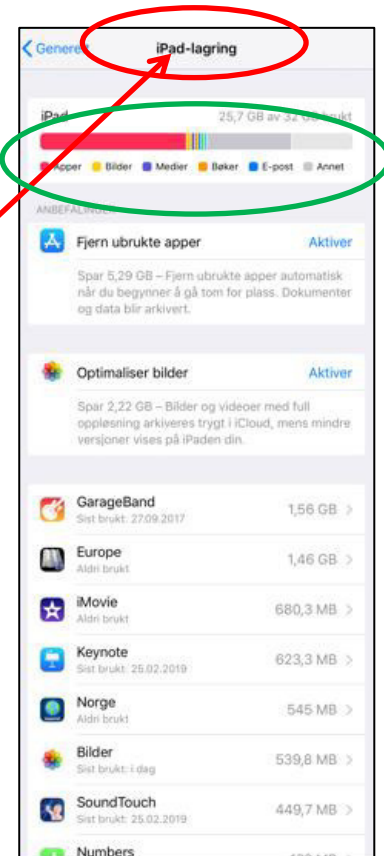 Generelt iPad-lagring
iPad 25,7 GB av 32 GB brukt
Apper Bilder Medier Bøker E-post Annet
ANBEFALINGER
Fjern ubrukte apper Aktiver
Spar 5,29 GB – Fjern ubrukte apper automatisk
når du begynner å gå tom for plass. Dokumenter
og data blir arkivert.
Optimaliser bilder Aktiver
Spar 2,22 GB – Bilder og videoer med full
oppløsning arkiveres trygt i iCloud, mens mindre
versjoner vises på iPaden din.
GarageBand 1,56 GB
Sist brukt: 27.09.2017
Europe 1,46 GB
Aldri brukt
iMovie 680,3 MB
Aldri brukt
Keynote 623,3 MB
Sist brukt: 25.02.2019
Norge 545 MB
Aldri brukt
Bilder 539,8 MB
Sist brukt: i dag
SoundTouch 449,7 MB
Sist brukt: 25.02.2019
Numbers